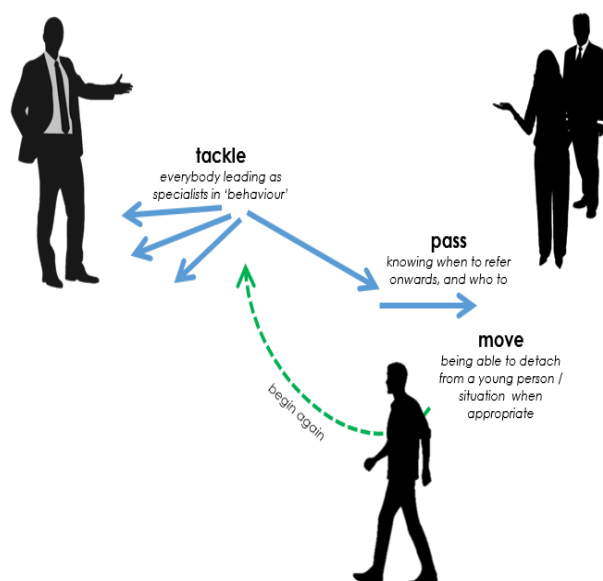 tackle
everybody leading as
specialists in ‘behaviour’
pass
knowing when to refer
onwards, and who to
move
being able to detach
from a young person /
situation when
appropriate
begin again